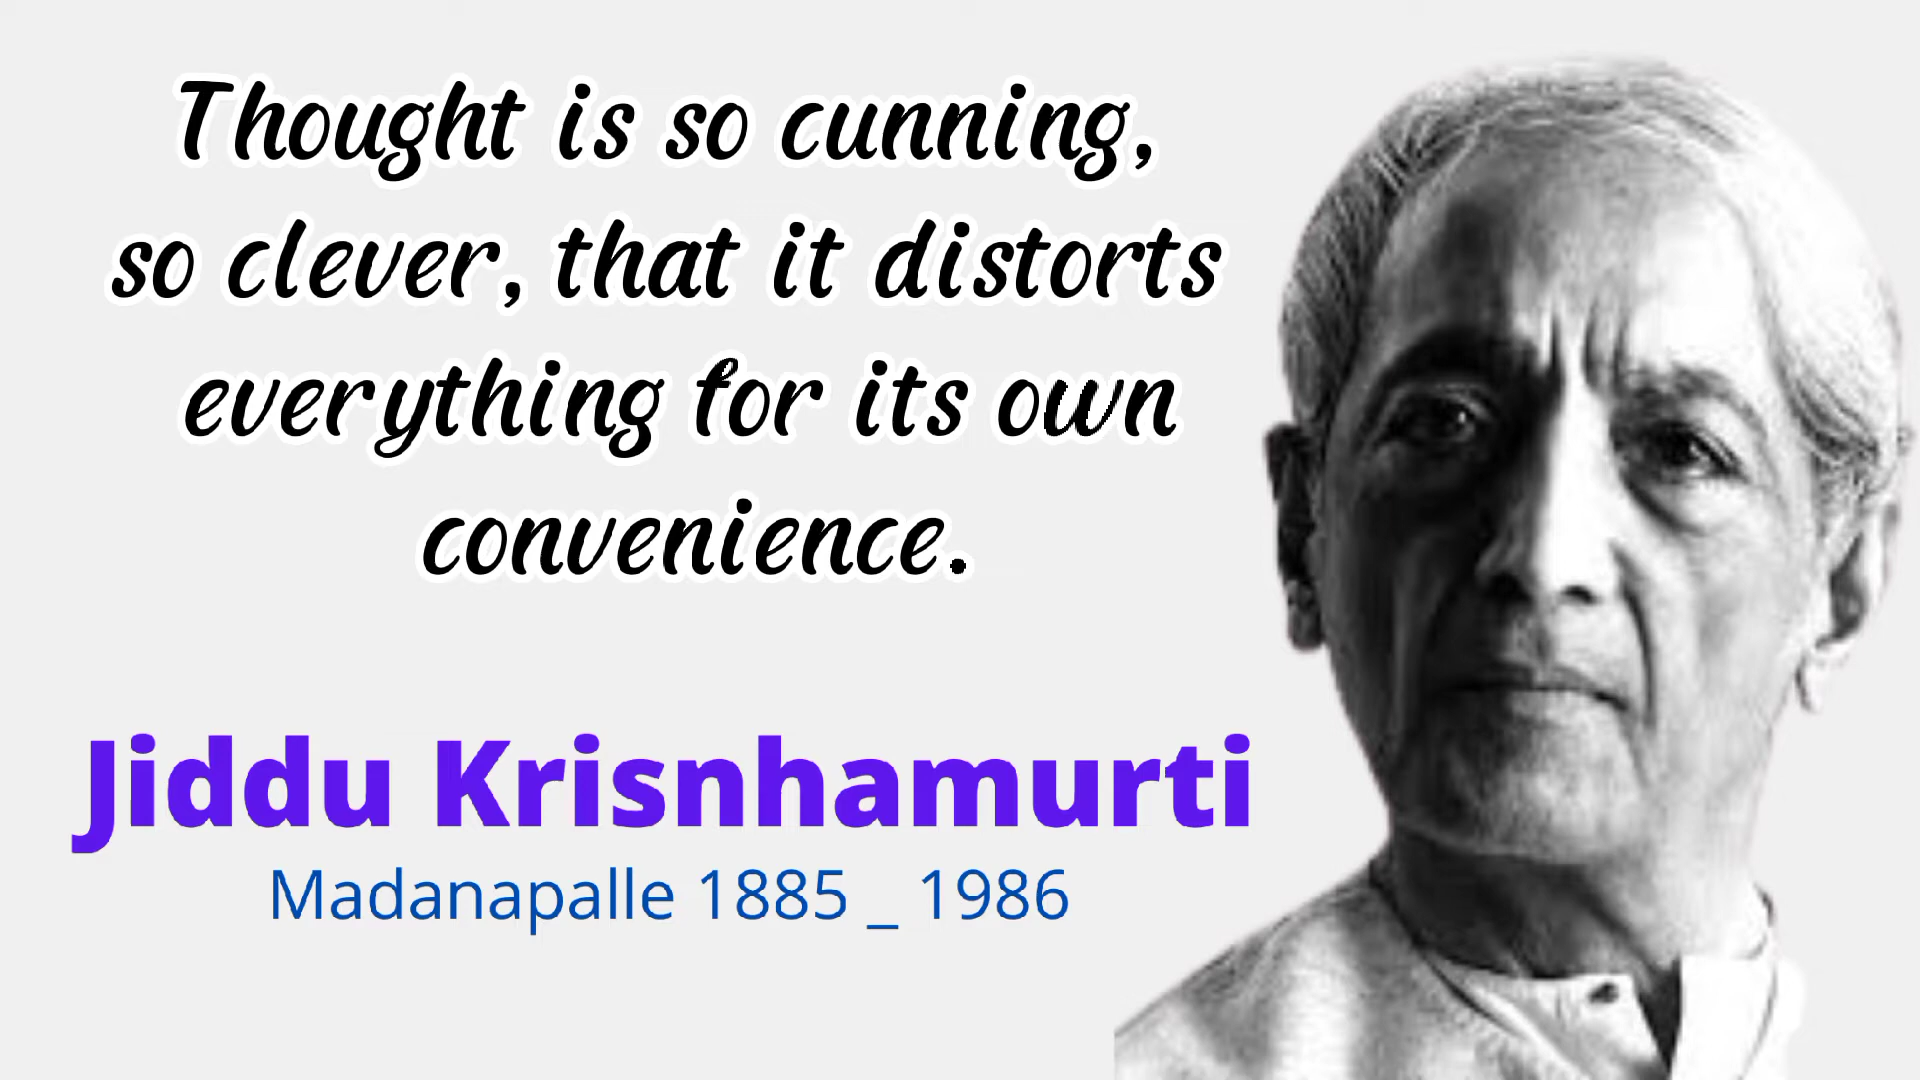 Thought is so cunning,
so clever, that it distorts
everything for its own
convenience.
Jiddu Krisnhamurti
Madanapalle 1885 _ 1986